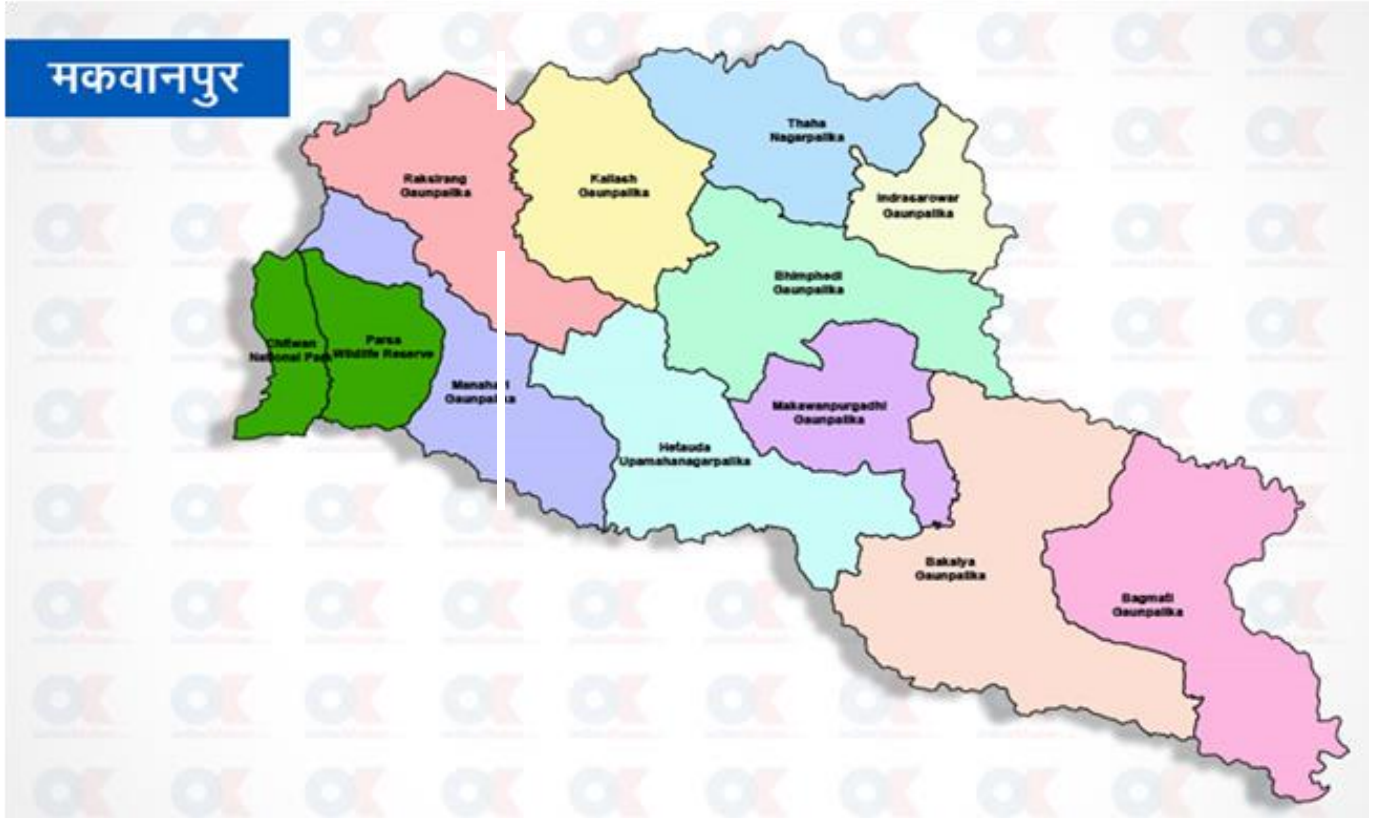 मकवानपुर
Thaha
Nagarpalika
Raksirang
Gaunpalika
Kailash
Gaunpalika
Indrasarowar
Gaunpalika
Bhimphedi
Gaunpalika
Chitwan
National Park
Parsa
Wildlife Reserve
Manahari
Gaunpalika
Makawanpurgadhi
Gaunpalika
Hetauda
Upamahanagarpalika
Bakaiya
Gaunpalika
Bagmati
Gaunpalika